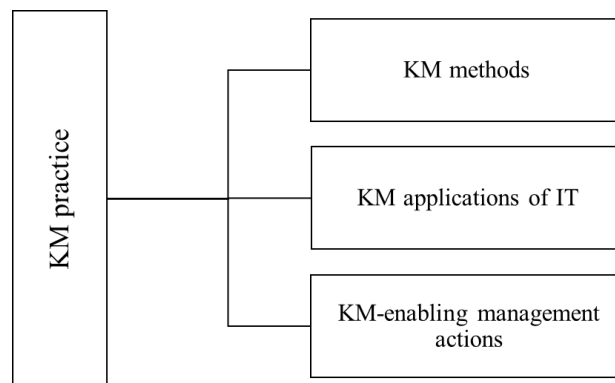 KM practice
KM methods
KM applications of IT
KM-enabling management
actions